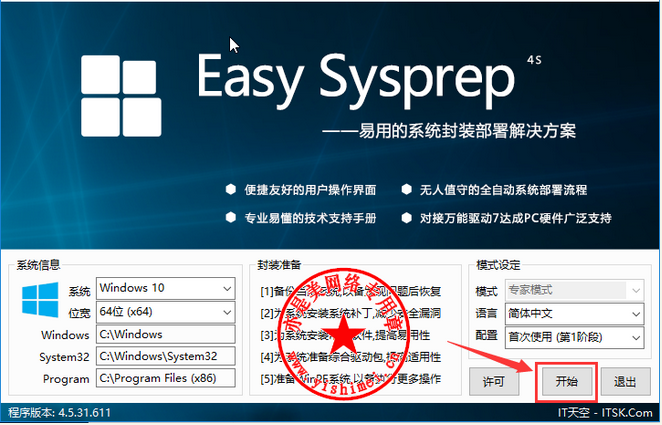 Easy Sysprep 4S
——易用的系统封装部署解决方案
便捷友好的用户操作界面
无人值守的全自动系统部署流程
专业易懂的技术支持手册
对接万能驱动7达成PC硬件广泛支持
系统信息
系统 Windows 10
位宽 64位 (x64)
Windows C:\Windows
System32 C:\Windows\System32
Program C:\Program Files (x86)
封装准备
[1]备份当 系统,以备 现问题后恢复
[2]为系统安装系统补丁,减少安全漏洞
[3]为系统安装 软件,提高易用性
[4]为系统准备综合驱动包, 适用性
[5]准备 系统,以 行更多操作
亦是美网络专用章
www.yishimei.cn
模式设定
模式 专家模式
语言 简体中文
配置 首次使用 (第1阶段)
许可
开始
退出
程序版本: 4.5.31.611
IT天空 - ITSK.Com